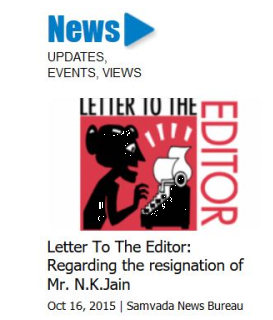 News
UPDATES,
EVENTS, VIEWS
LETTER TO THE
EDITOR
Letter To The Editor:
Regarding the resignation of
Mr. N.K.Jain
Oct 16, 2015 | Samvada News Bureau